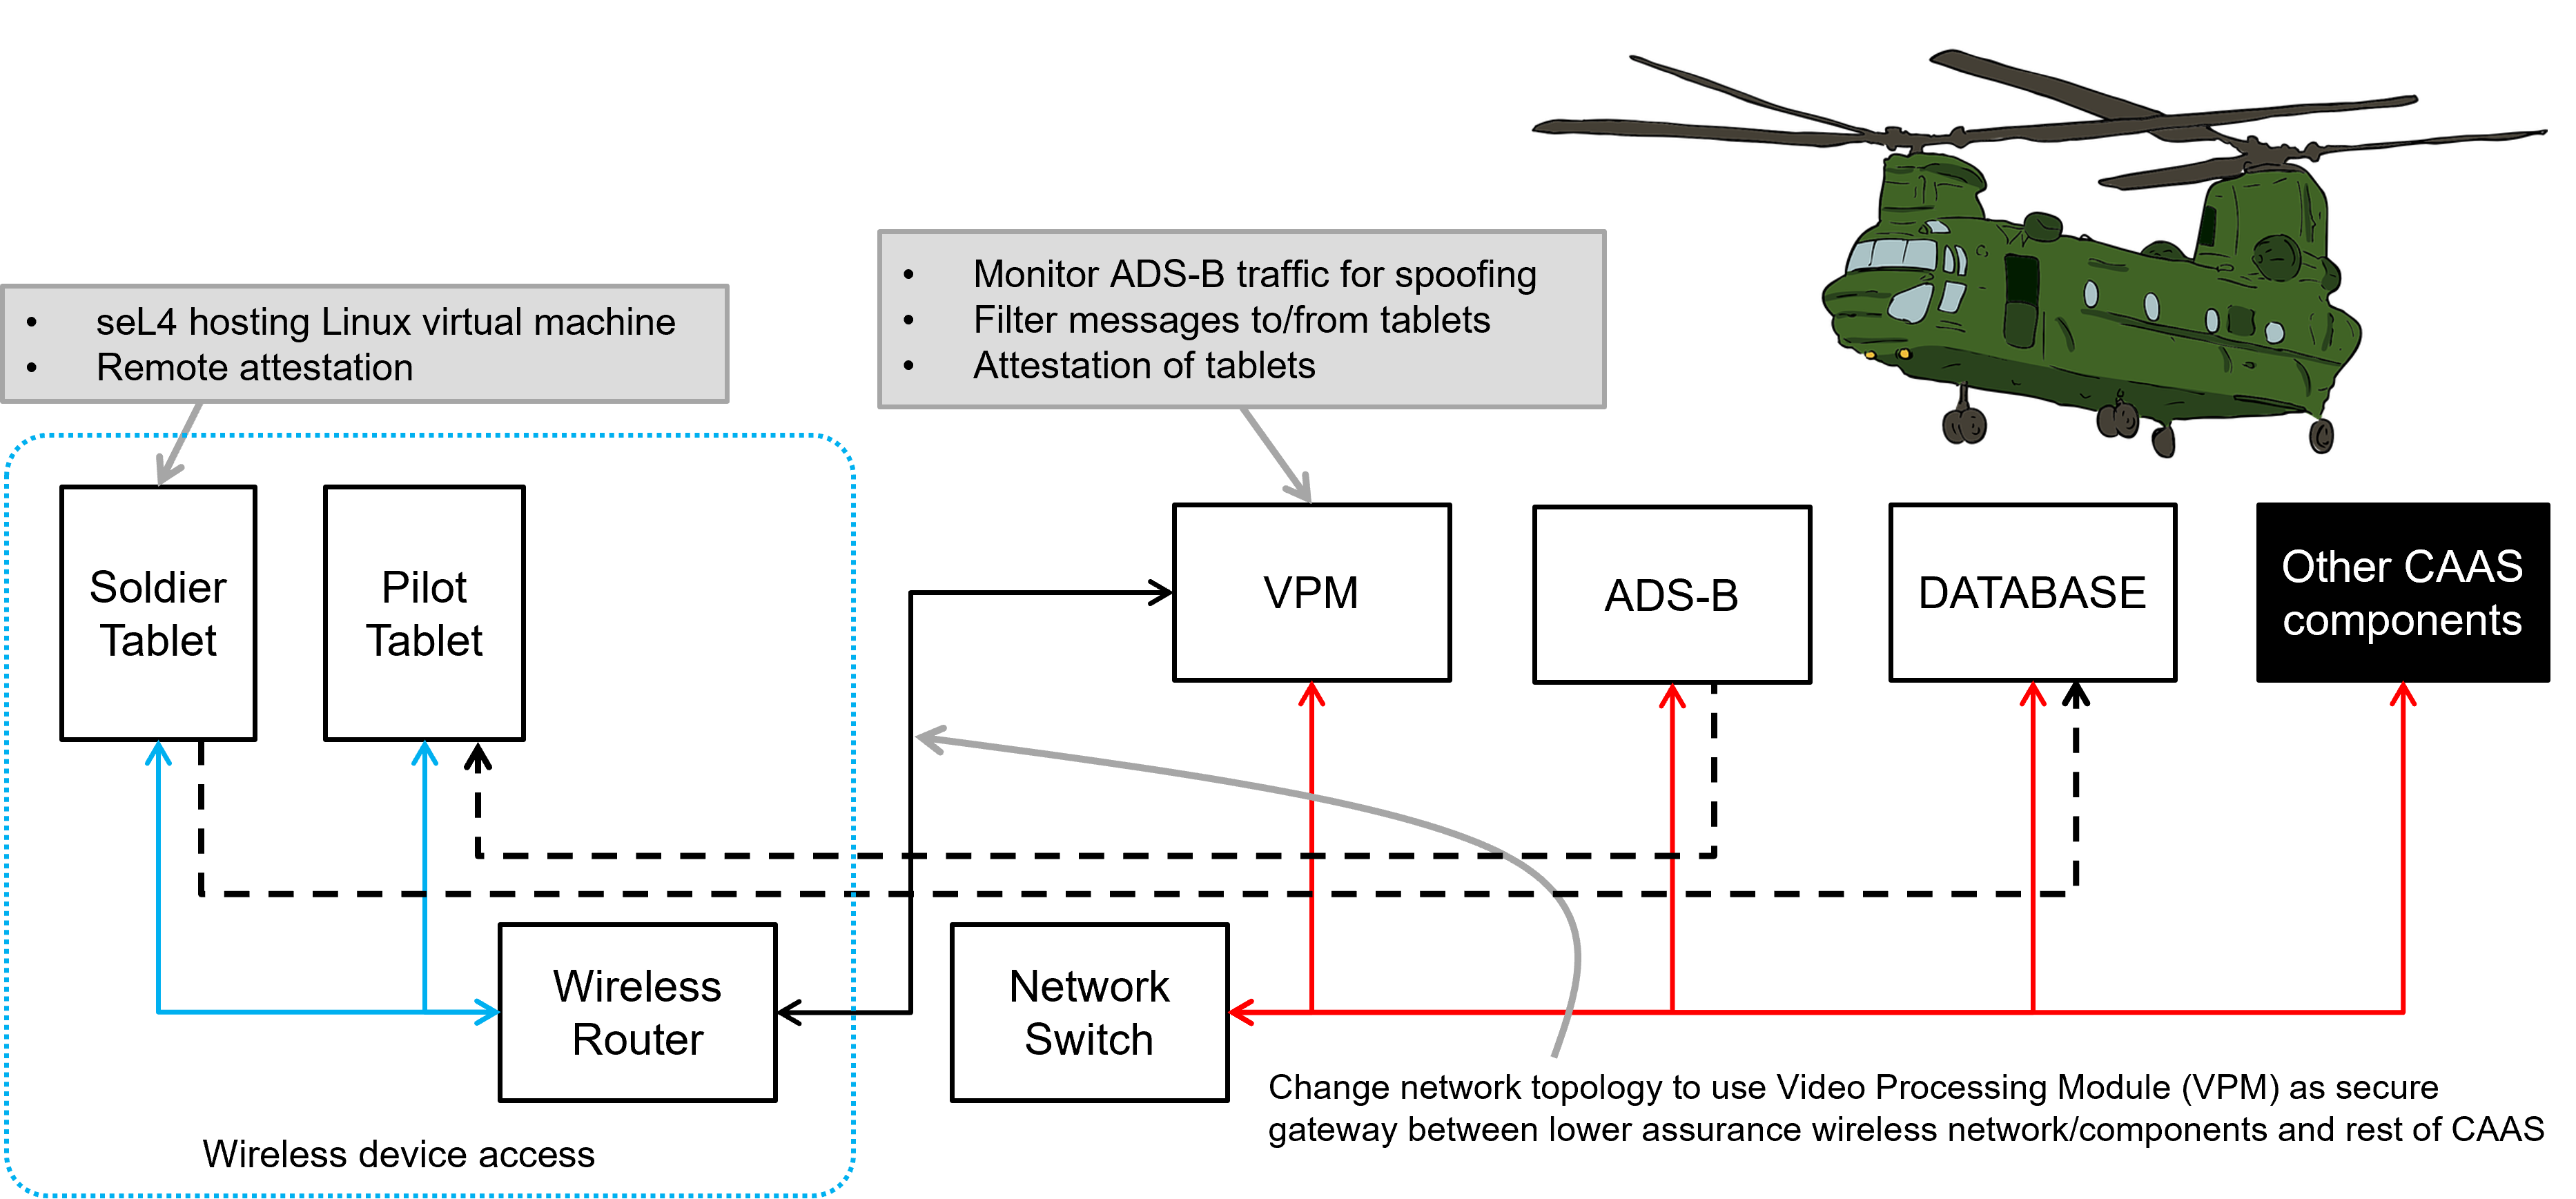 • Monitor ADS-B traffic for spoofing
• Filter messages to/from tablets
• Attestation of tablets
• seL4 hosting Linux virtual machine
• Remote attestation
Soldier
Tablet
Pilot
Tablet
VPM
ADS-B
DATABASE
Other CAAS
components
Wireless
Router
Network
Switch
Change network topology to use Video Processing Module (VPM) as secure
gateway between lower assurance wireless network/components and rest of CAAS
Wireless device access